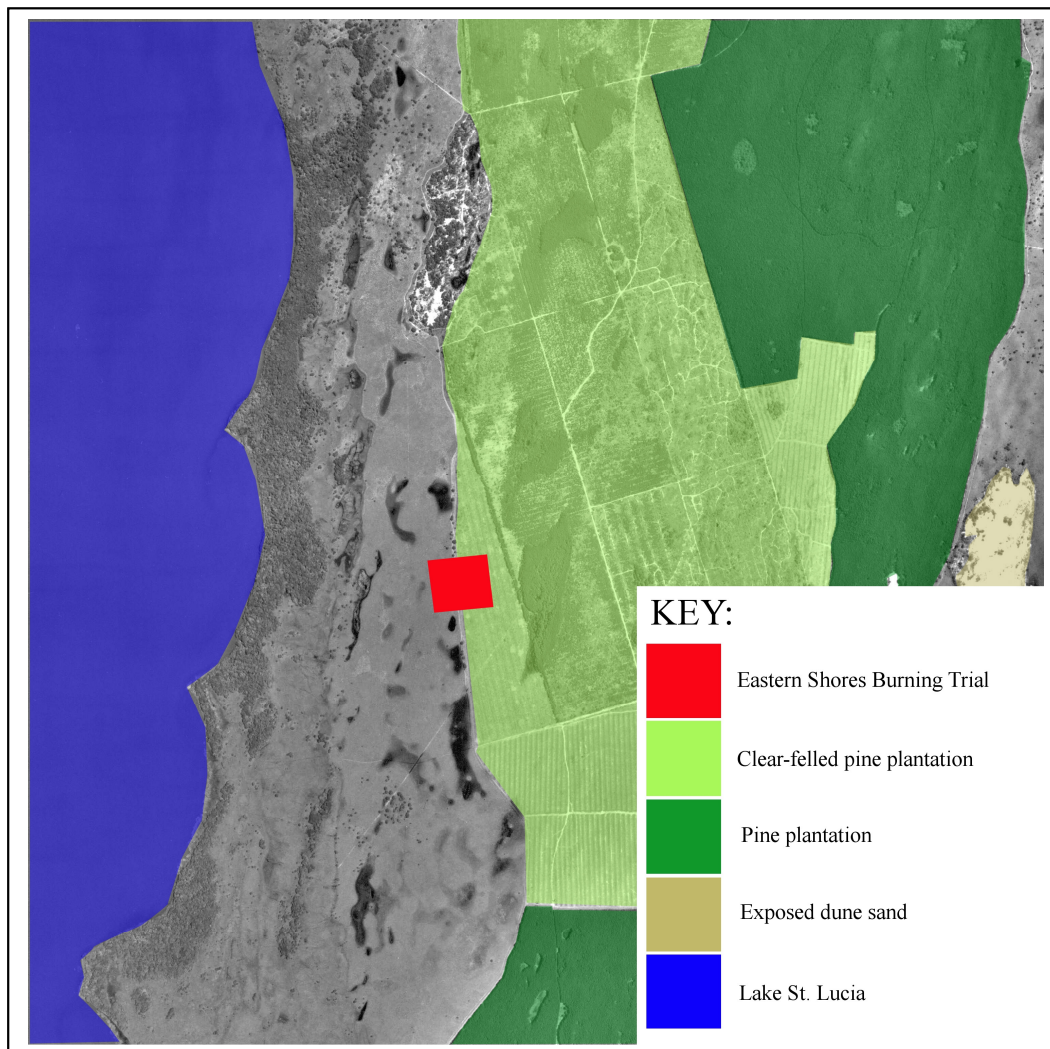 KEY:
Eastern Shores Burning Trial
Clear-felled pine plantation
Pine plantation
Exposed dune sand
Lake St. Lucia